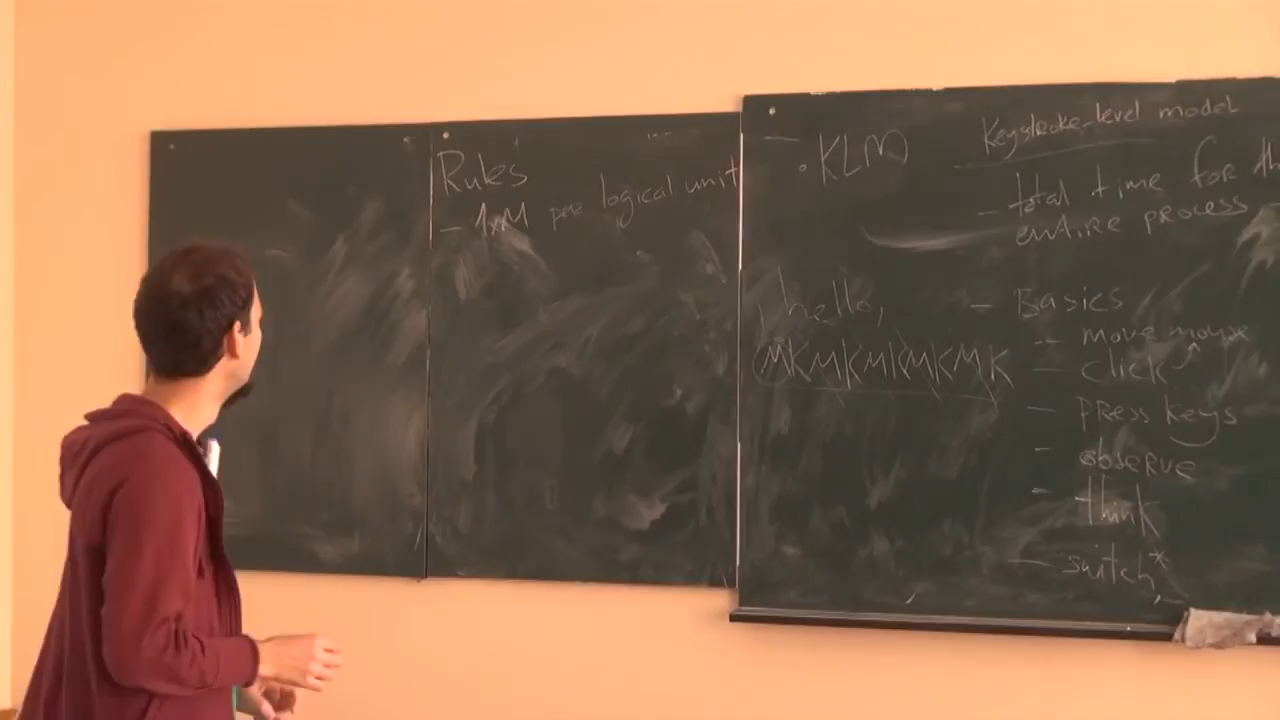 Rules
- 1xM per logical unit
• KLM
Keystroke-level model
- total time for th
entire process
hello,
MKMKMKMKMK
- Basics
-- move mouse
- click
- press keys
- observe
- think
- switch*